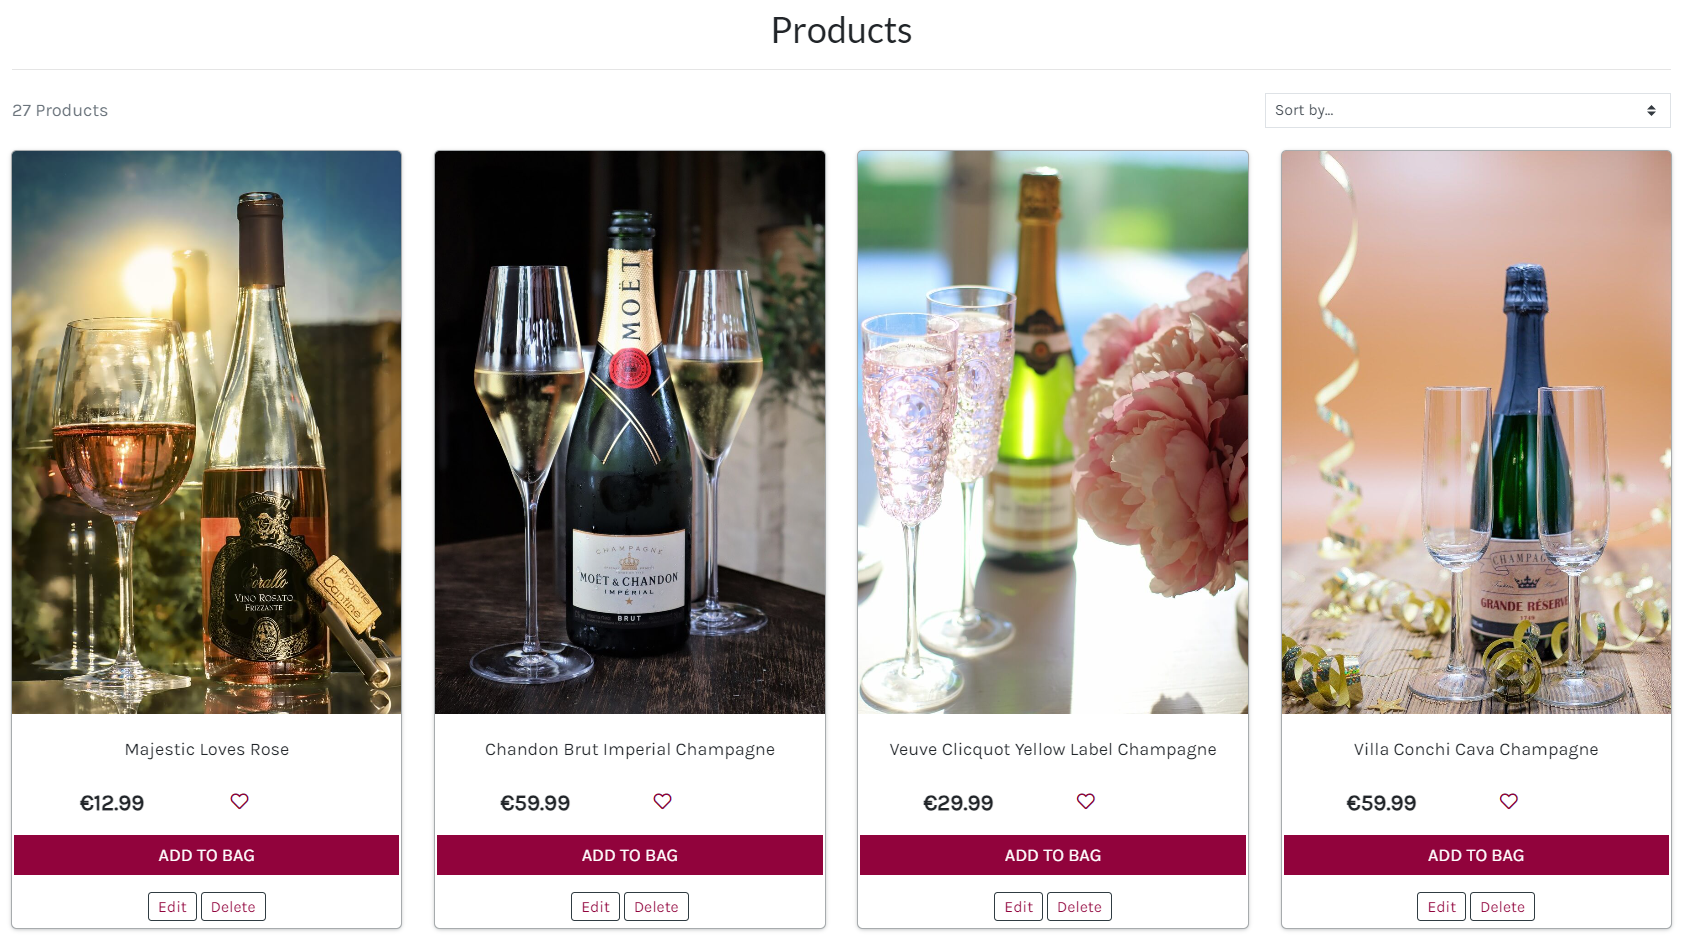 Products
27 Products
Sort by...
MOËT
CHAMPAGNE
MOËT & CHANDON
IMPÉRIAL
BRUT
Corallo
VINO ROSATO
FRIZZANTE
Proprie
Cantine
CHAMPAGNE
GRANDE RÉSERVE
Majestic Loves Rose
Chandon Brut Imperial Champagne
Veuve Clicquot Yellow Label Champagne
Villa Conchi Cava Champagne
€12.99
€59.99
€29.99
€59.99
ADD TO BAG
ADD TO BAG
ADD TO BAG
ADD TO BAG
Edit Delete
Edit Delete
Edit Delete
Edit Delete